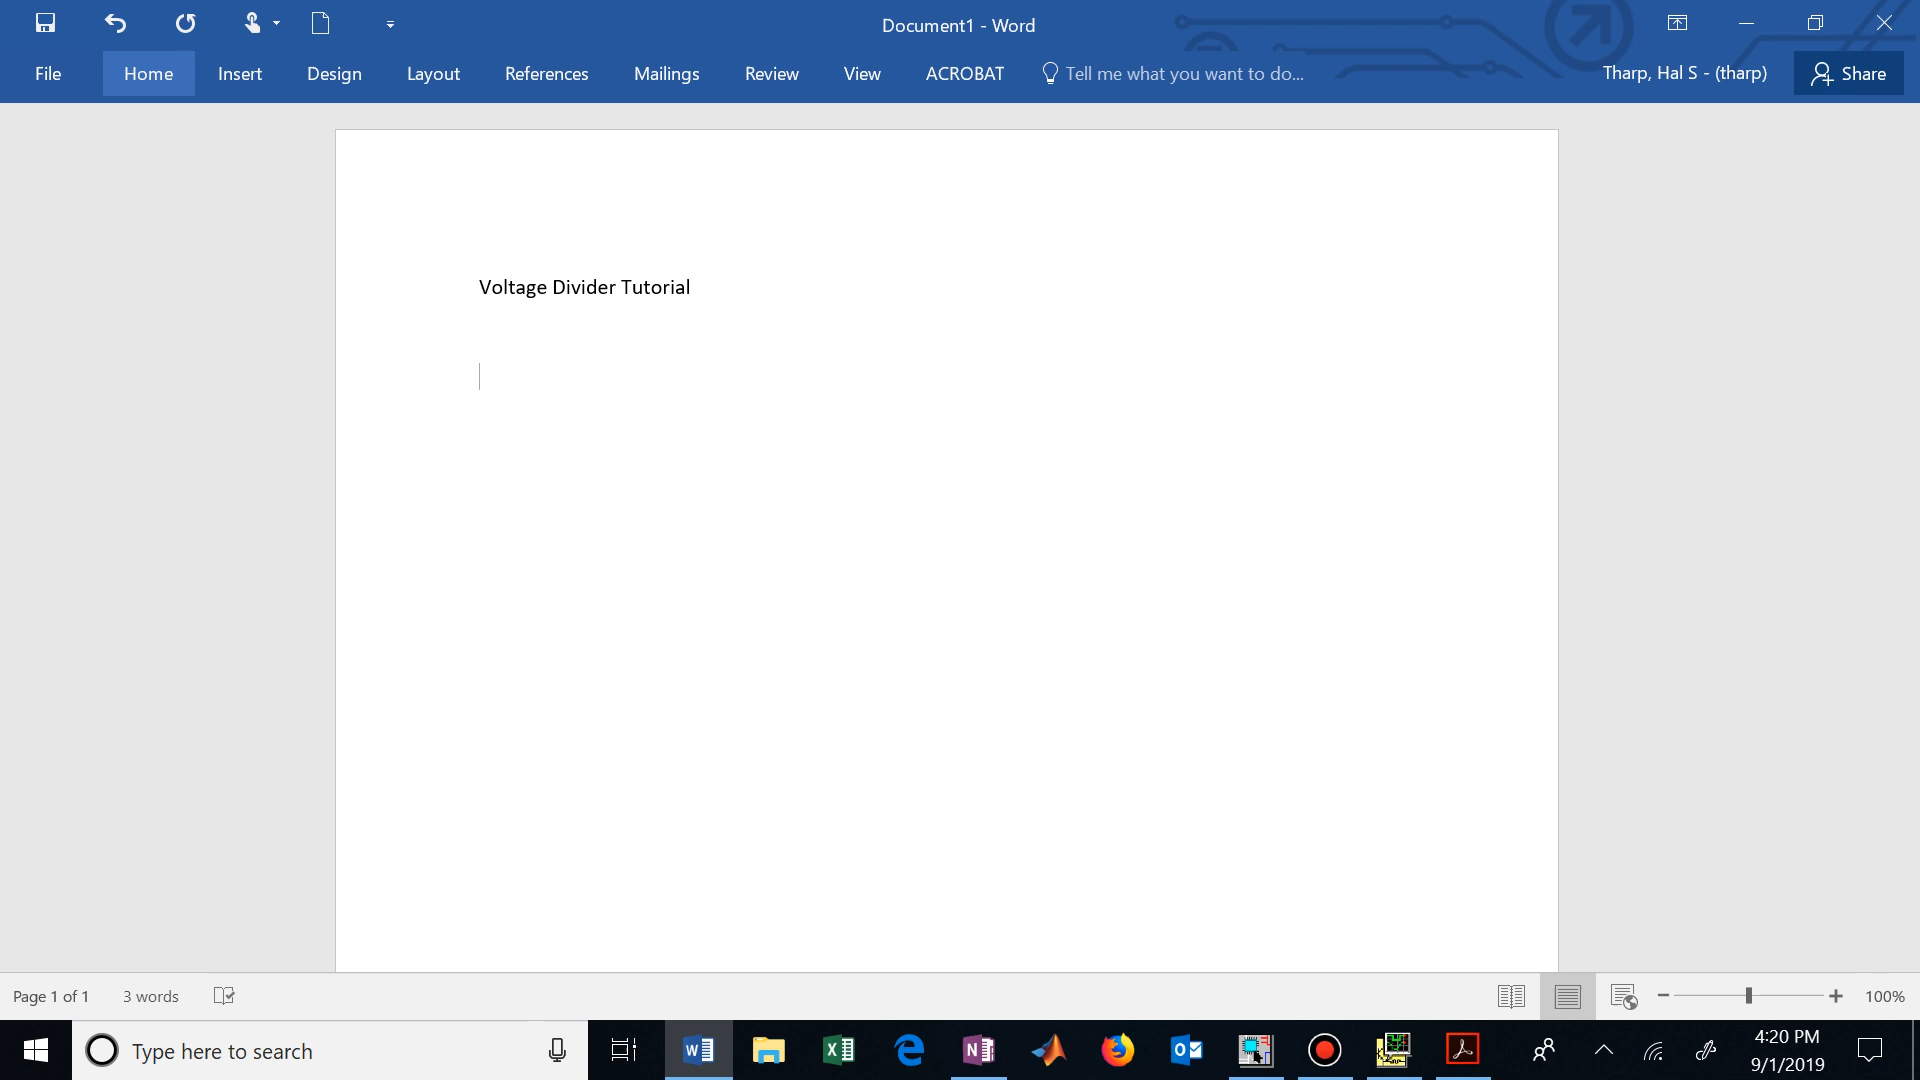 Document1 - Word
File Home Insert Design Layout References Mailings Review View ACROBAT Tell me what you want to do... Tharp, Hal S - (tharp) Share
Voltage Divider Tutorial
Page 1 of 1 3 words 100%
Type here to search
4:20 PM
9/1/2019